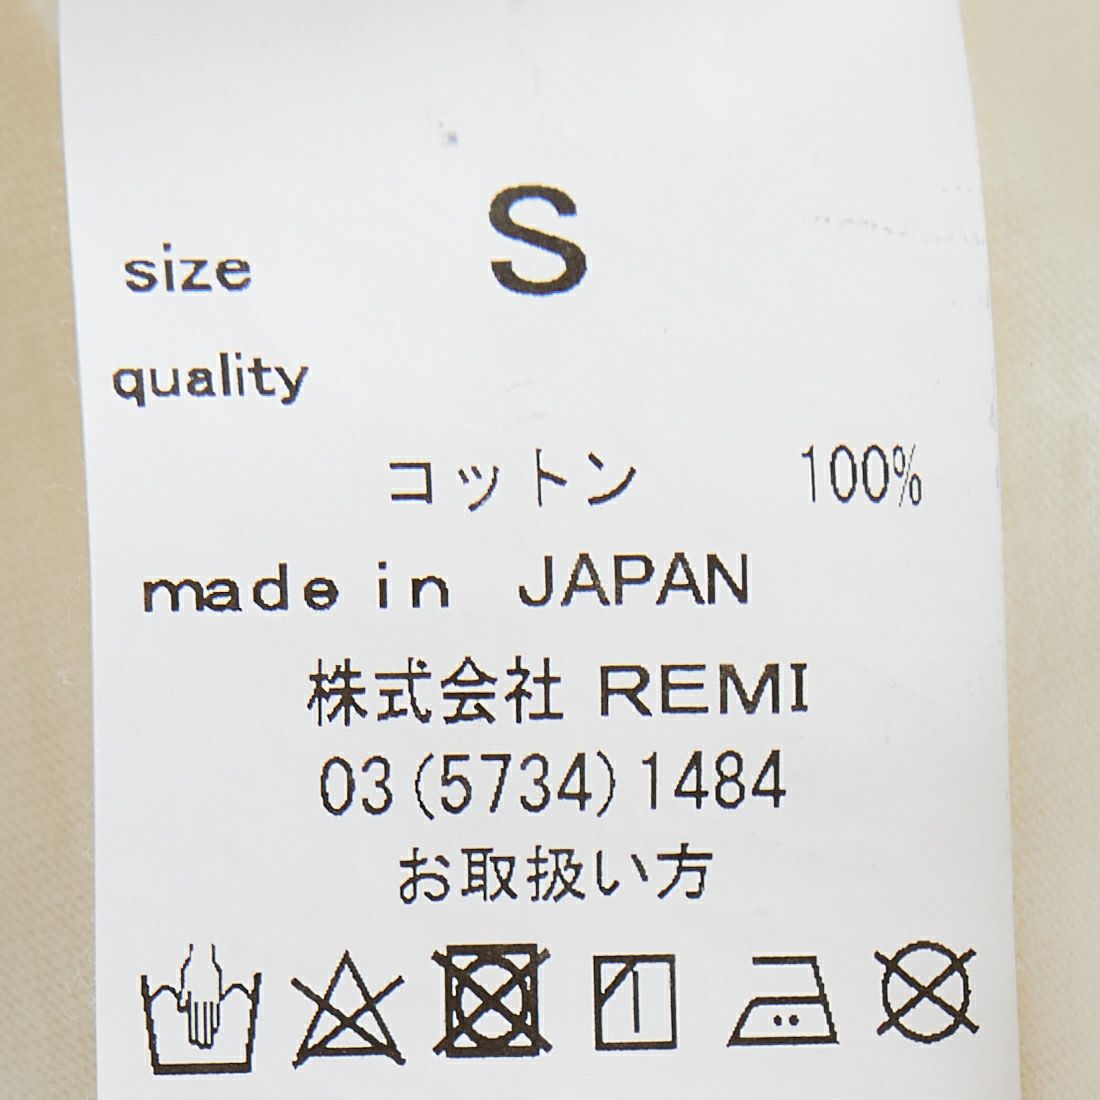 size S
quality
コットン 100%
made in JAPAN
株式会社 REMI
03(5734)1484
お取扱い方